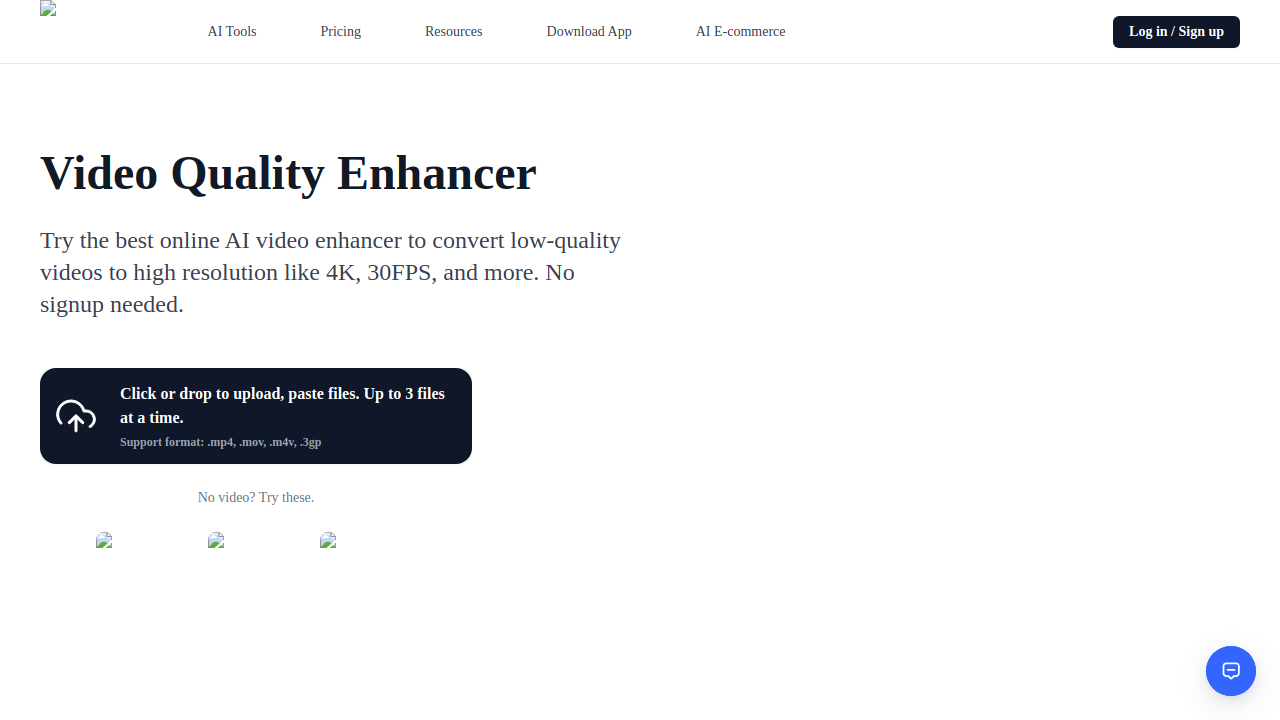 AI Tools
Pricing
Resources
Download App
AI E-commerce
Log in / Sign up
Video Quality Enhancer
Try the best online AI video enhancer to convert low-quality
videos to high resolution like 4K, 30FPS, and more. No
signup needed.
Click or drop to upload, paste files. Up to 3 files
at a time.
Support format: .mp4, .mov, .m4v, .3gp
No video? Try these.